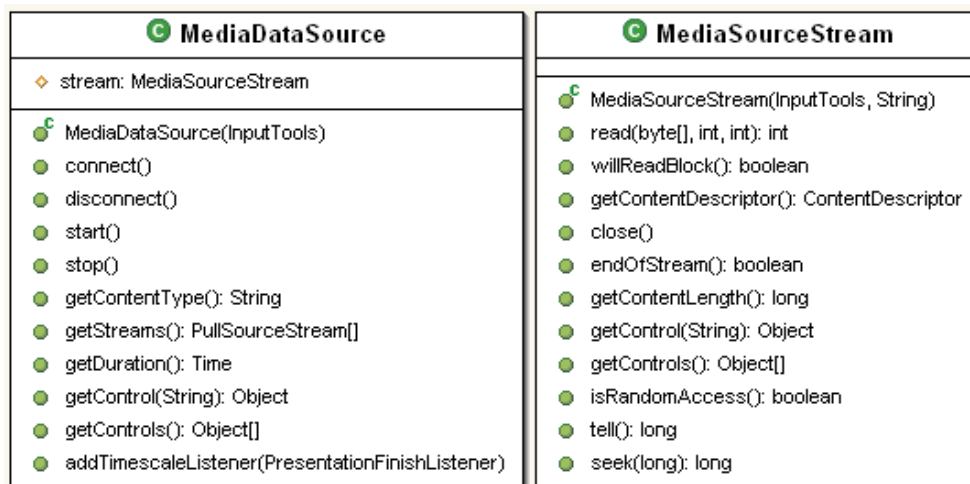 C MediaDataSource
stream: MediaSourceStream
C MediaDataSource(InputTools)
connect()
disconnect()
start()
stop()
getContentType(): String
getStreams(): PullSourceStream[]
getDuration(): Time
getControl(String): Object
getControls(): Object[]
addTimescaleListener(PresentationFinishListener)
C MediaSourceStream
C MediaSourceStream(InputTools, String)
read(byte[], int, int): int
willReadBlock(): boolean
getContentDescriptor(): ContentDescriptor
close()
endOfStream(): boolean
getContentLength(): long
getControl(String): Object
getControls(): Object[]
isRandomAccess(): boolean
tell(): long
seek(long): long